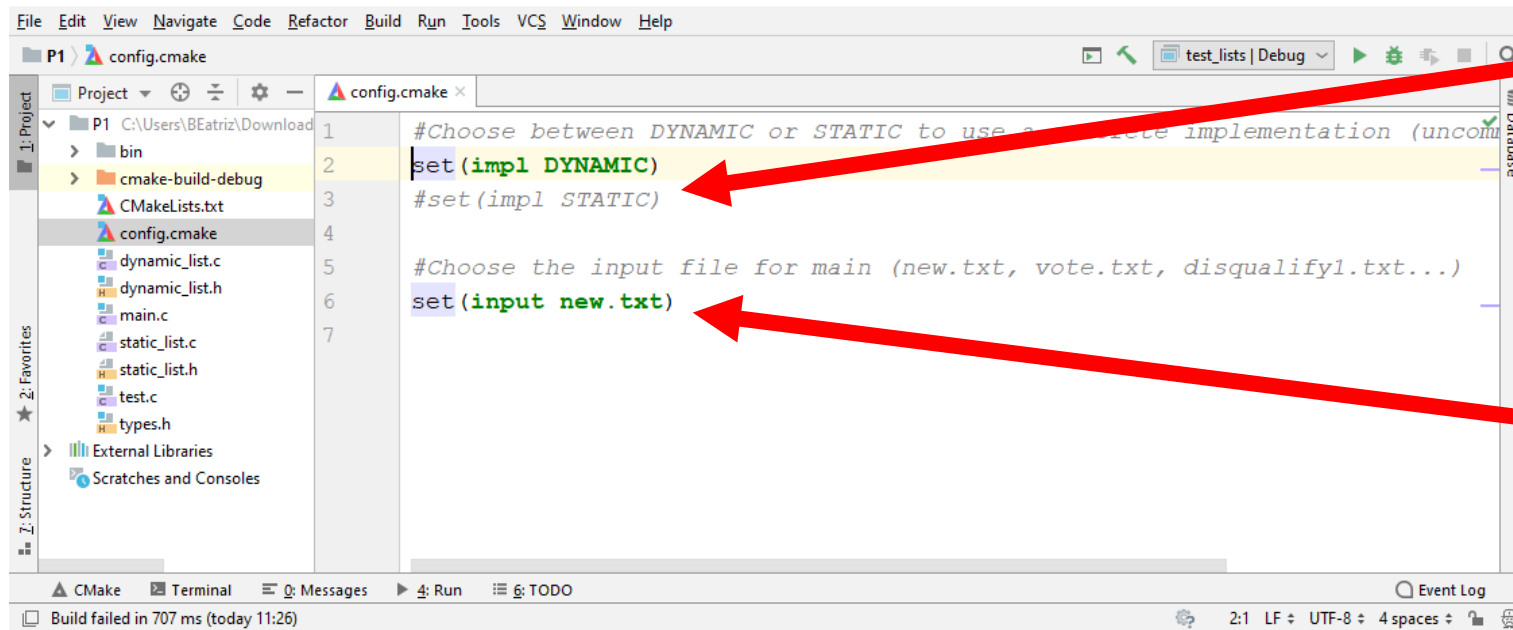 File Edit View Navigate Code Refactor Build Run Tools VCS Window Help
P1 config.cmake test_lists | Debug
Project config.cmake
1: Project
P1 C:\Users\BEatriz\Download
bin
cmake-build-debug
CMakeLists.txt
config.cmake
dynamic_list.c
dynamic_list.h
main.c
static_list.c
static_list.h
test.c
types.h
External Libraries
Scratches and Consoles
2: Favorites
7: Structure
1 #Choose between DYNAMIC or STATIC to use a implementation (uncomm
2 set(impl DYNAMIC)
3 #set(impl STATIC)
4
5 #Choose the input file for main (new.txt, vote.txt, disqualify1.txt...)
6 set(input new.txt)
7
Database
CMake Terminal 0: Messages 4: Run 6: TODO Event Log
Build failed in 707 ms (today 11:26) 2:1 LF UTF-8 4 spaces